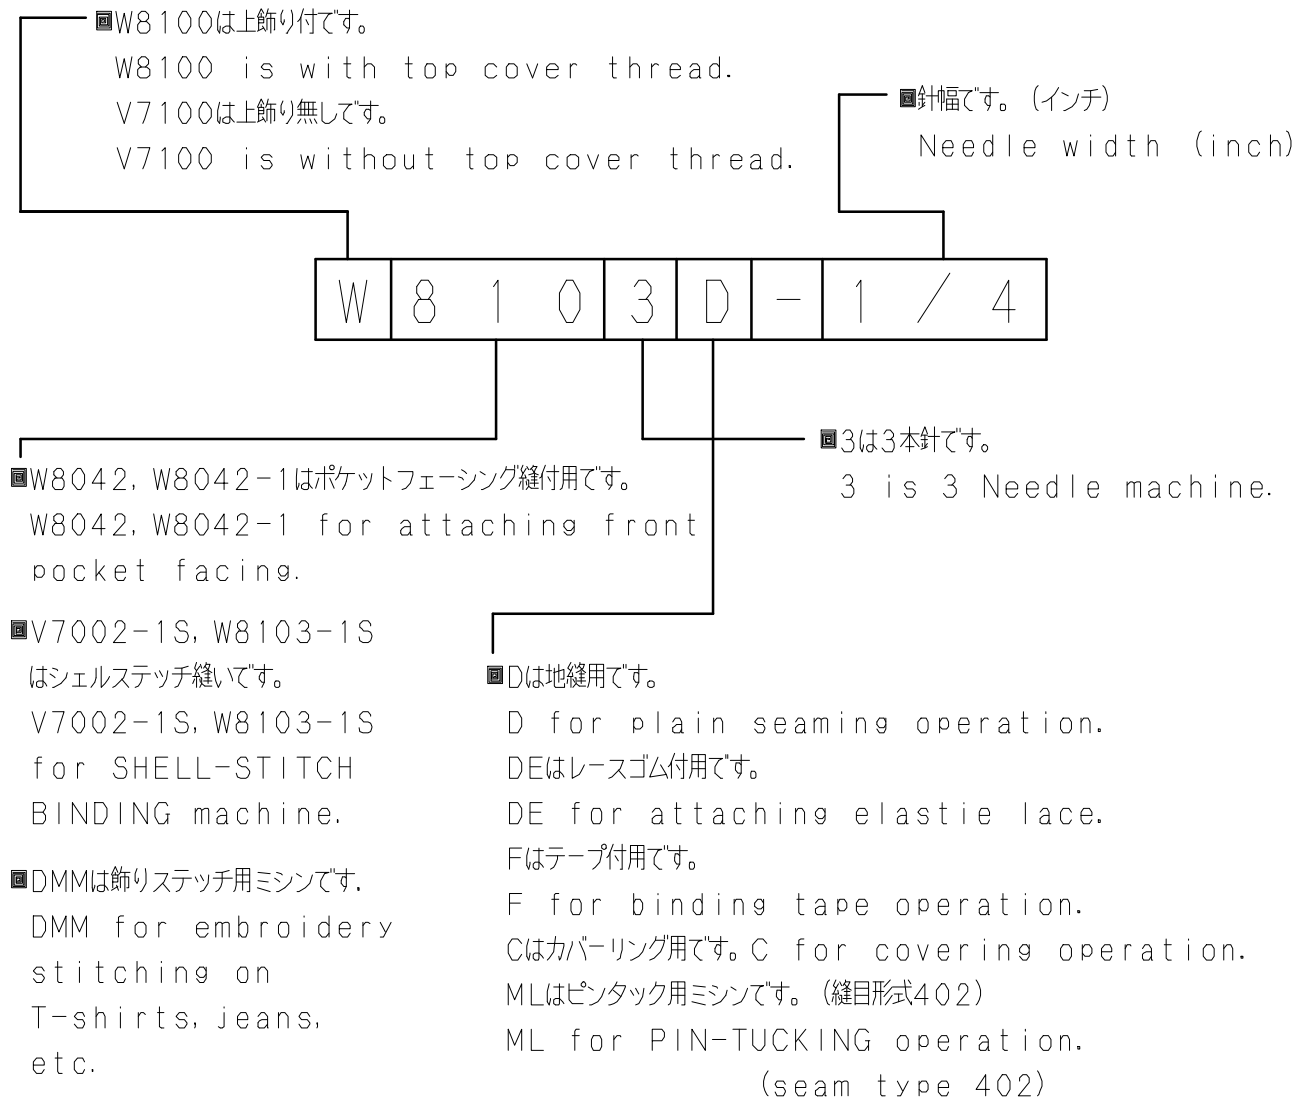 W8100は上飾り付です。
W8100 is with top cover thread.
V7100は上飾り無しです。
V7100 is without top cover thread.
針幅です。(インチ)
Needle width (inch)
W8103D-1/4
3は3本針です。
3 is 3 Needle machine.
W8042, W8042-1はポケットフェーシング縫付用です。
W8042, W8042-1 for attaching front
pocket facing.
V7002-1S, W8103-1S
はシェルステッチ縫いです。
V7002-1S, W8103-1S
for SHELL-STITCH
BINDING machine.
DMMは飾りステッチ用ミシンです.
DMM for embroidery
stitching on
T-shirts, jeans,
etc.
Dは地縫用です。
D for plain seaming operation.
DEはレースゴム付用です。
DE for attaching elastie lace.
Fはテープ付用です。
F for binding tape operation.
Cはカバーリング用です。C for covering operation.
MLはピンタック用ミシンです。(縫目形式402)
ML for PIN-TUCKING operation.
(seam type 402)